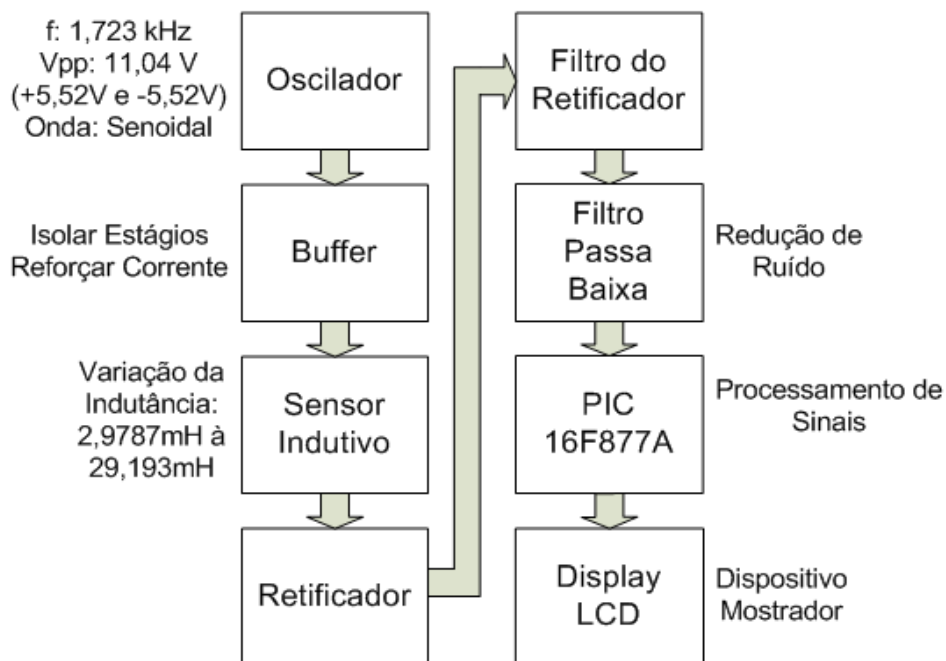 f: 1,723 kHz
Vpp: 11,04 V
(+5,52V e -5,52V)
Onda: Senoidal
Oscilador
Isolar Estágios
Reforçar Corrente
Buffer
Variação da
Indutância:
2,9787mH à
29,193mH
Sensor
Indutivo
Retificador
Filtro do
Retificador
Filtro
Passa
Baixa
Redução de
Ruído
PIC
16F877A
Processamento de
Sinais
Display
LCD
Dispositivo
Mostrador